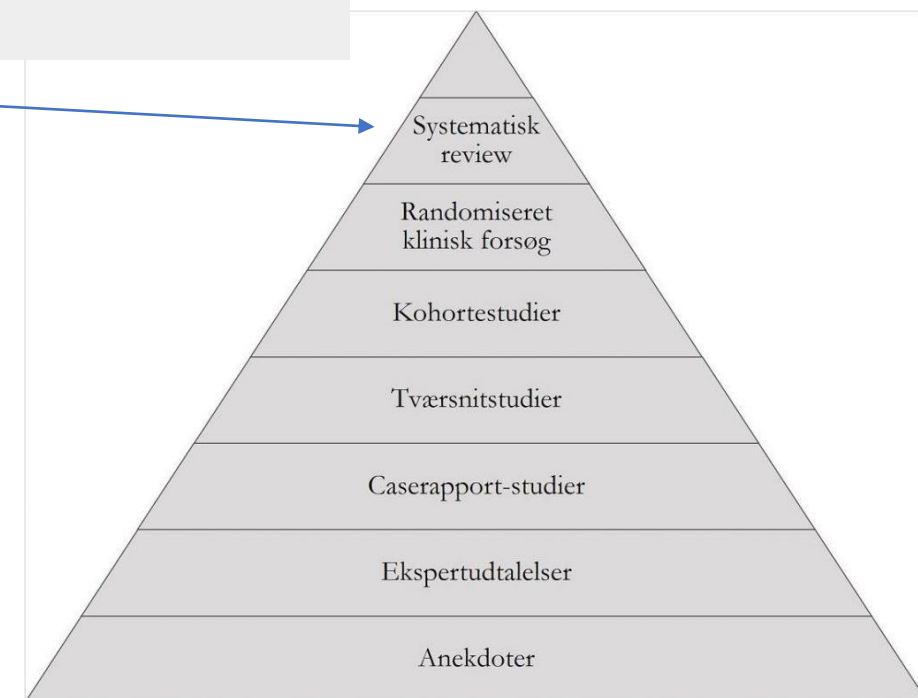 Systematisk
review
Randomiseret
klinisk forsøg
Kohortestudier
Tværsnitstudier
Caserapport-studier
Ekspertudtalelser
Anekdoter